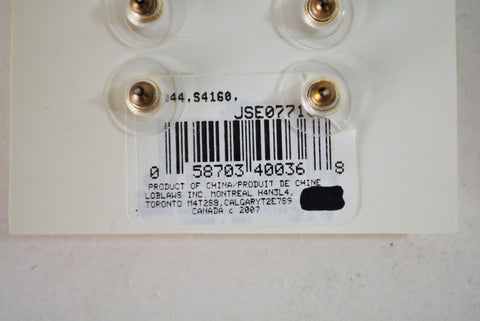 44,S4160,
JSE0771
0 58703 40036 8
PRODUCT OF CHINA/PRODUIT DE CHINE
LOBLAWS INC. MONTREAL H4N3L4,
TORONTO M4T2S9,CALGARYT2E7S9
CANADA c 2007